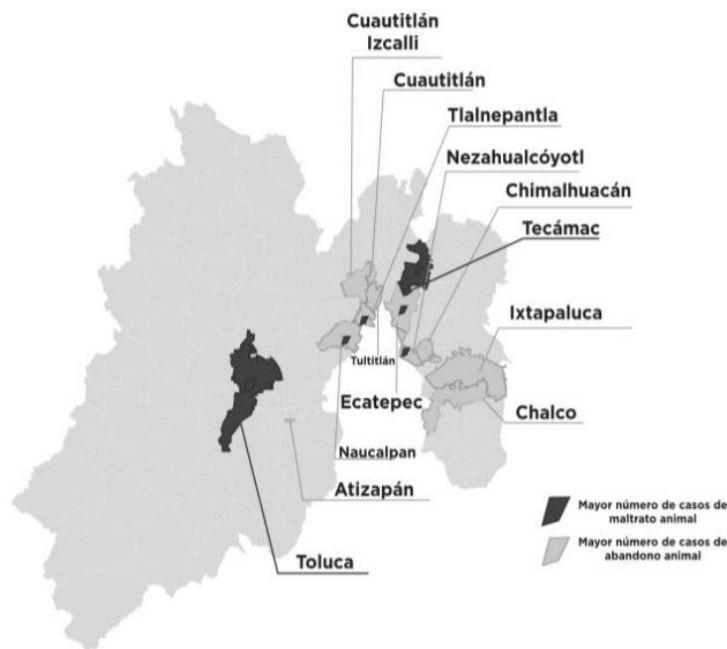 Cuautitlán
Izcalli
Cuautitlán
Tlalnepantla
Nezahualcóyotl
Chimalhuacán
Tecámac
Ixtapaluca
Tultitlán
Ecatepec
Chalco
Naucalpan
Atizapán
Toluca
Mayor número de casos de
maltrato animal
Mayor número de casos de
abandono animal